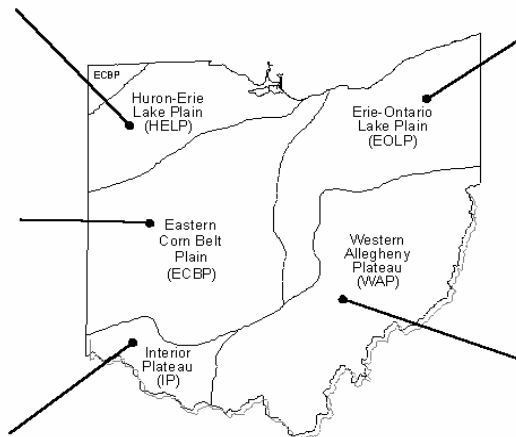 ECBP
Huron-Erie
Lake Plain
(HELP)
Erie-Ontario
Lake Plain
(EOLP)
Eastern
Corn Belt
Plain
(ECBP)
Western
Allegheny
Plateau
(WAP)
Interior
Plateau
(IP)